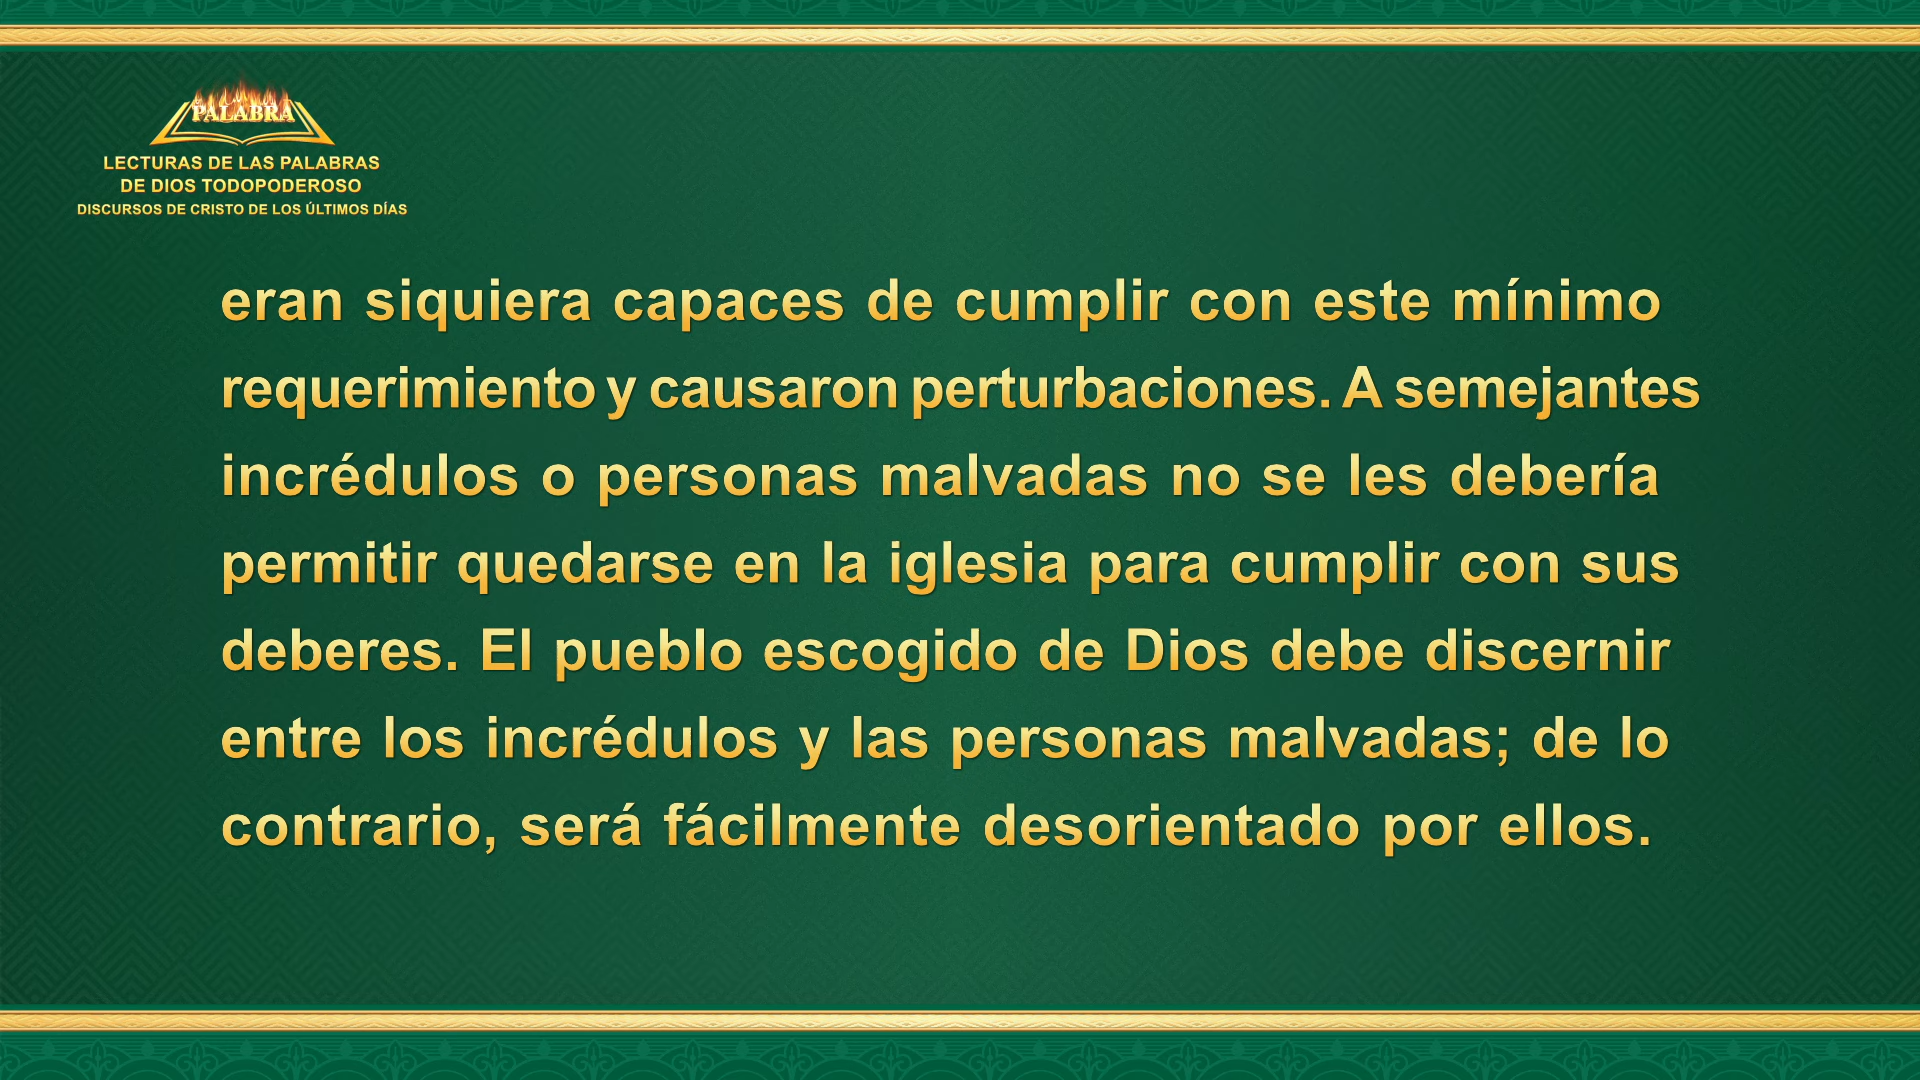 PALABRA
LECTURAS DE LAS PALABRAS
DE DIOS TODOPODEROSO
DISCURSOS DE CRISTO DE LOS ÚLTIMOS DÍAS
eran siquiera capaces de cumplir con este mínimo
requerimiento y causaron perturbaciones. A semejantes
incrédulos o personas malvadas no se les debería
permitir quedarse en la iglesia para cumplir con sus
deberes. El pueblo escogido de Dios debe discernir
entre los incrédulos y las personas malvadas; de lo
contrario, será fácilmente desorientado por ellos.